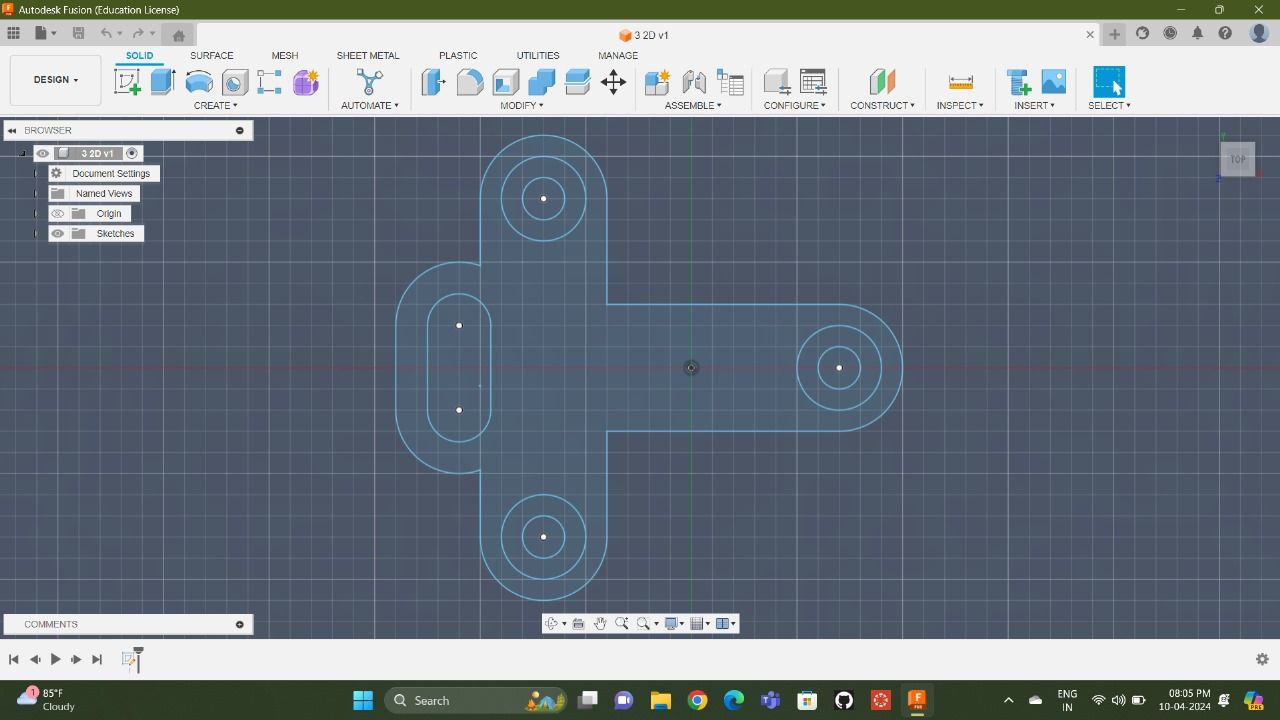 Autodesk Fusion (Education License)
3 2D v1
SOLID SURFACE MESH SHEET METAL PLASTIC UTILITIES MANAGE
DESIGN
CREATE AUTOMATE MODIFY ASSEMBLE CONFIGURE CONSTRUCT INSPECT INSERT SELECT
BROWSER
3 2D v1
Document Settings
Named Views
Origin
Sketches
Y
TOP
COMMENTS
1 85°F
Cloudy
Search
ENG
IN
08:05 PM
10-04-2024